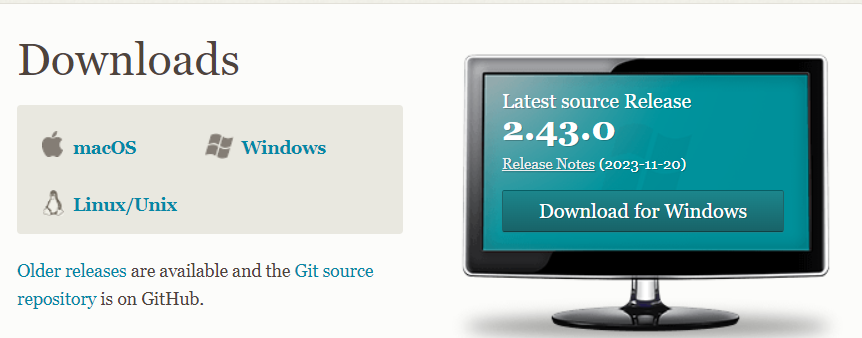 Downloads
macOS
Windows
Linux/Unix
Older releases are available and the Git source
repository is on GitHub.
Latest source Release
2.43.0
Release Notes (2023-11-20)
Download for Windows